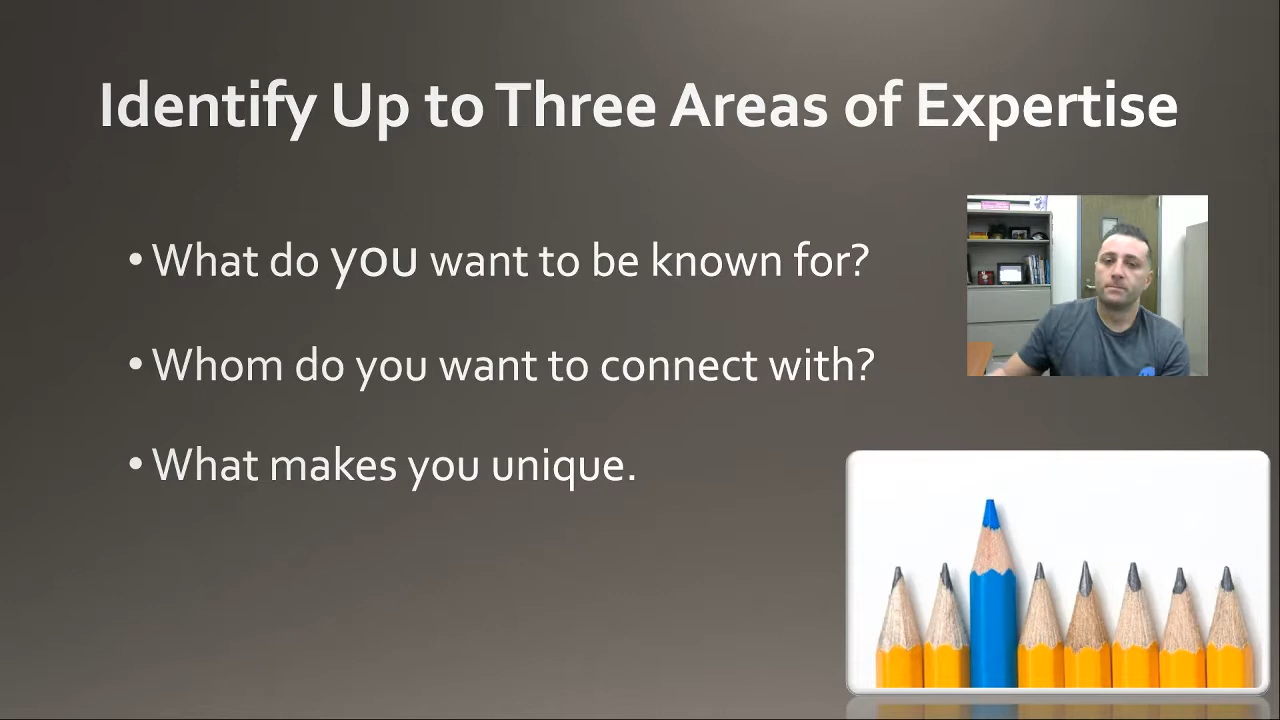 Identify Up to Three Areas of Expertise
• What do you want to be known for?
• Whom do you want to connect with?
• What makes you unique.